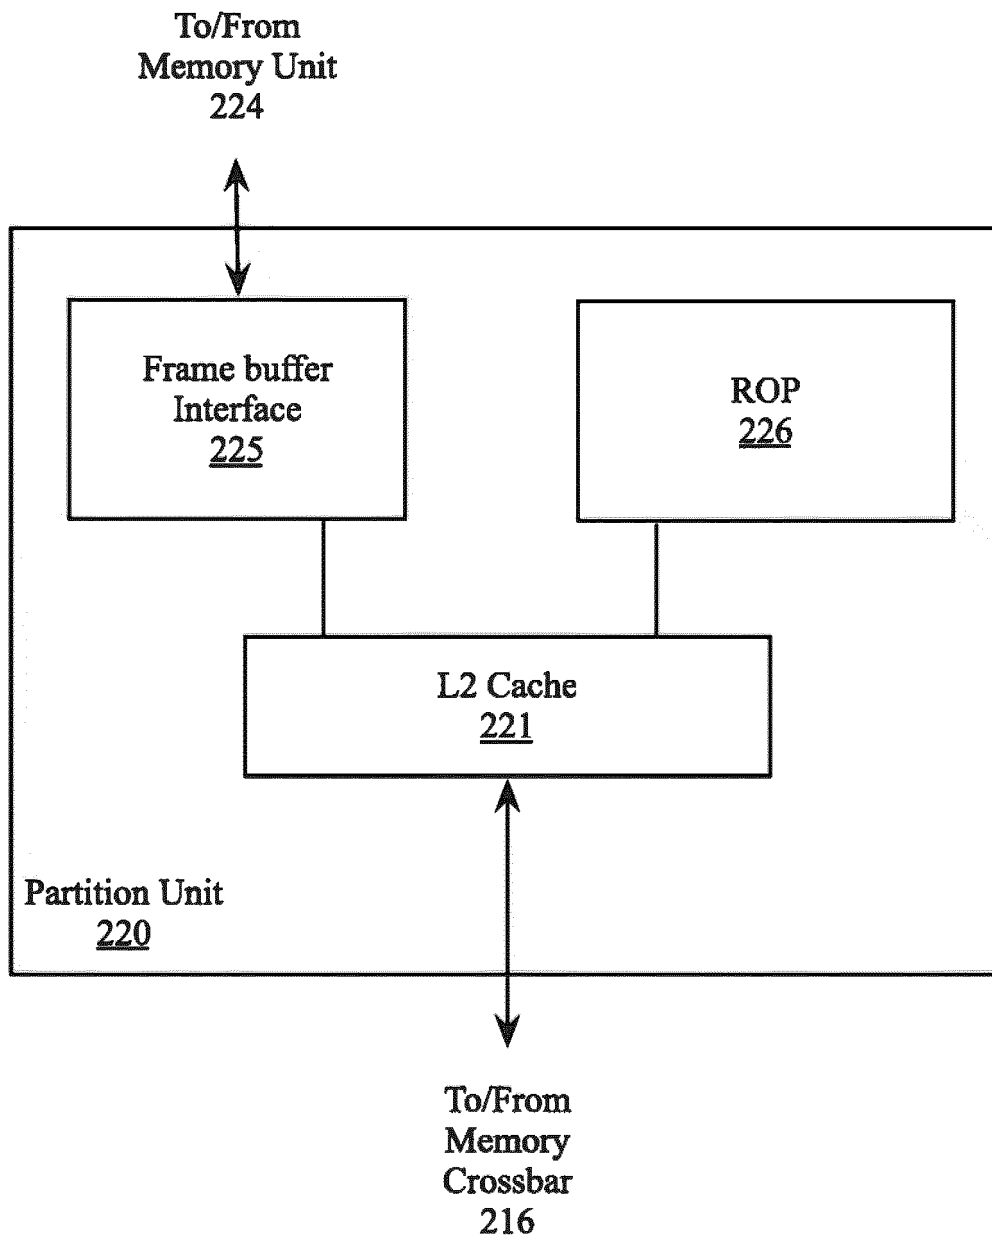 To/From
Memory Unit
224
Frame buffer
Interface
225
ROP
226
L2 Cache
221
Partition Unit
220
To/From
Memory
Crossbar
216